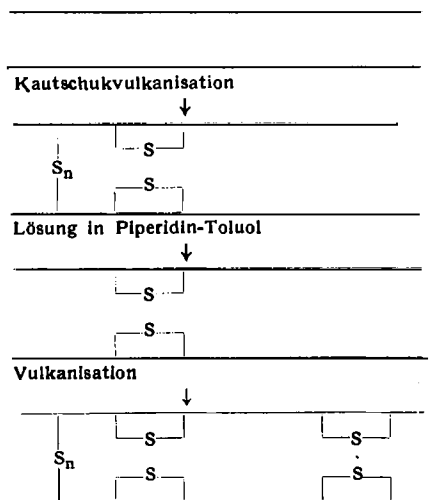 Kautschukvulkanisation
S
Sn
S
Lösung in Piperidin-Toluol
S
S
Vulkanisation
S S
Sn
S S